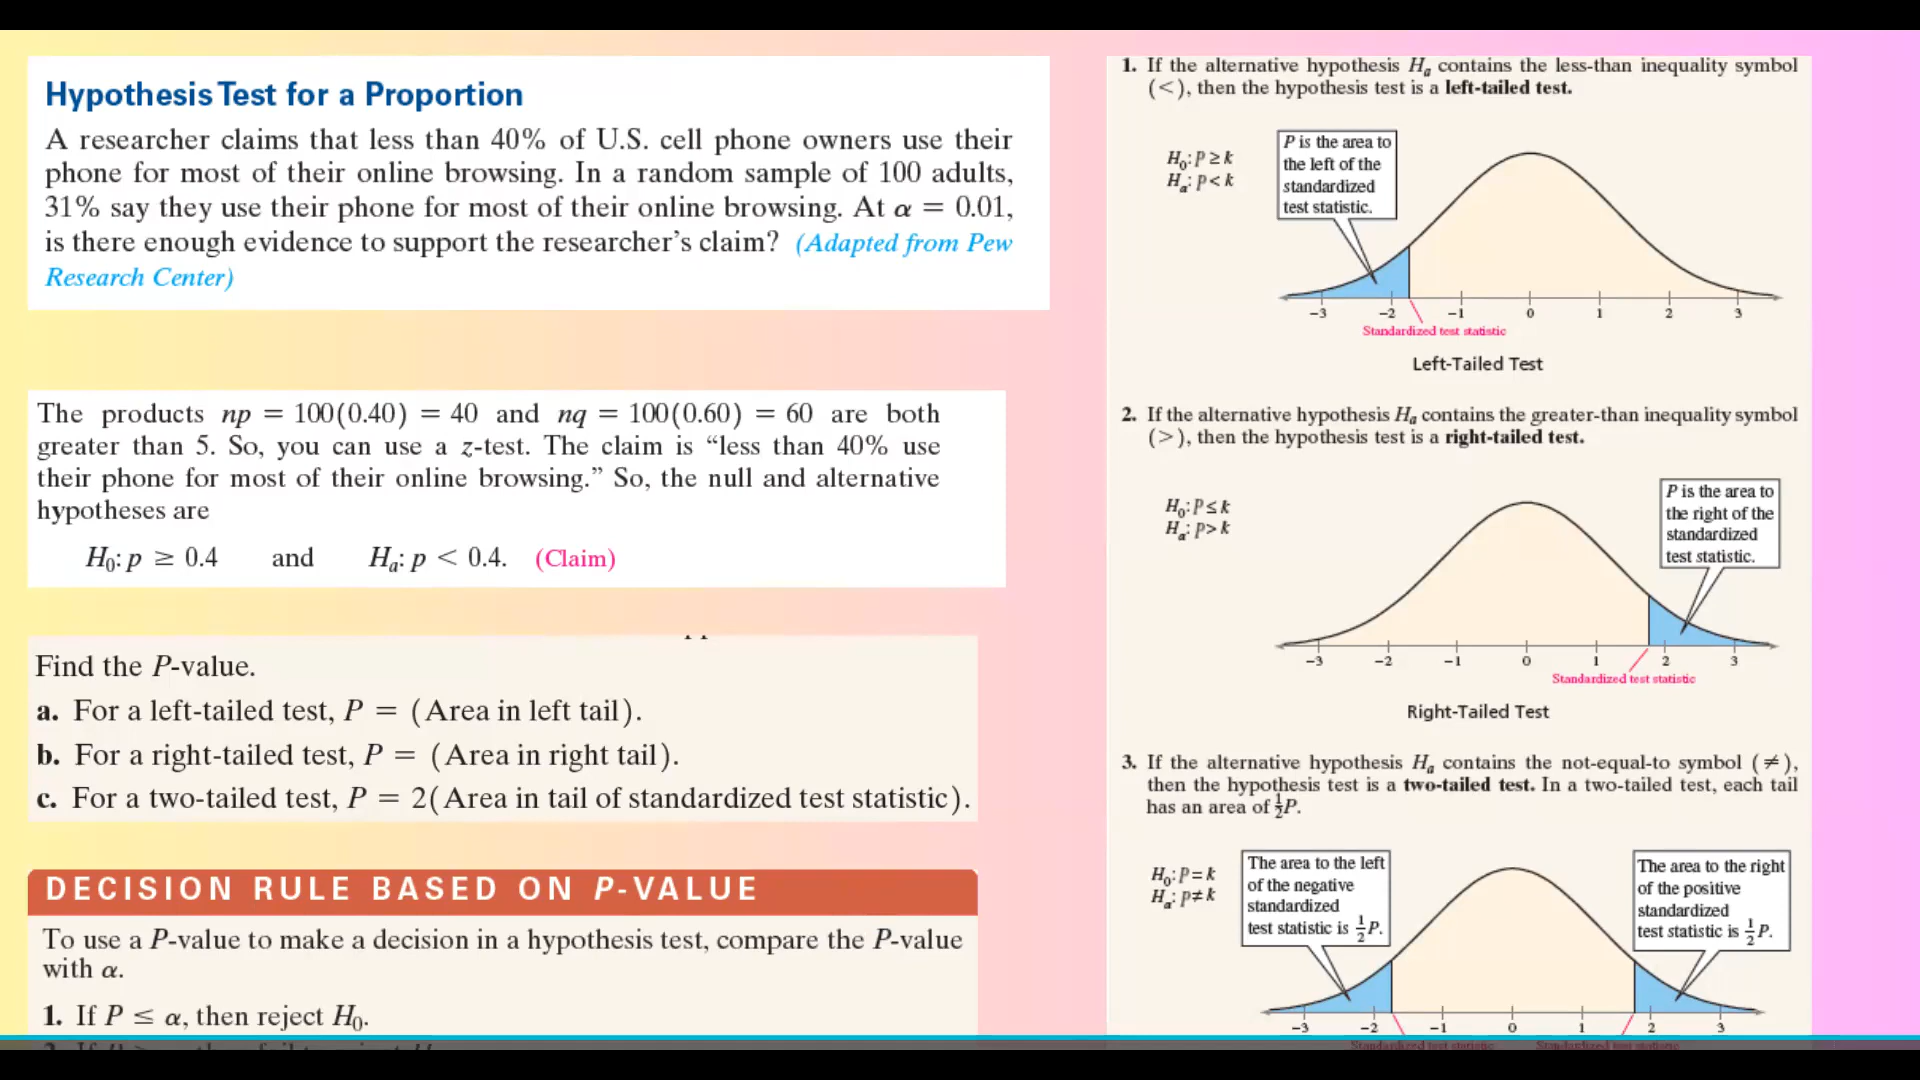 Hypothesis Test for a Proportion
A researcher claims that less than 40% of U.S. cell phone owners use their
phone for most of their online browsing. In a random sample of 100 adults,
31% say they use their phone for most of their online browsing. At α = 0.01,
is there enough evidence to support the researcher’s claim? (Adapted from Pew
Research Center)
The products np = 100(0.40) = 40 and nq = 100(0.60) = 60 are both
greater than 5. So, you can use a z-test. The claim is “less than 40% use
their phone for most of their online browsing.” So, the null and alternative
hypotheses are
H₀: p ≥ 0.4 and Hₐ: p < 0.4. (Claim)
Find the P-value.
a. For a left-tailed test, P = (Area in left tail).
b. For a right-tailed test, P = (Area in right tail).
c. For a two-tailed test, P = 2(Area in tail of standardized test statistic).
DECISION RULE BASED ON P-VALUE
To use a P-value to make a decision in a hypothesis test, compare the P-value
with α.
1. If P ≤ α, then reject H₀.
1. If the alternative hypothesis Hₐ contains the less-than inequality symbol
(<), then the hypothesis test is a left-tailed test.
H₀: P ≥ k
Hₐ: P < k
P is the area to
the left of the
standardized
test statistic.
−3 −2 −1 0 1 2 3
Standardized test statistic
Left-Tailed Test
2. If the alternative hypothesis Hₐ contains the greater-than inequality symbol
(>), then the hypothesis test is a right-tailed test.
H₀: P ≤ k
Hₐ: P > k
P is the area to
the right of the
standardized
test statistic.
−3 −2 −1 0 1 2 3
Standardized test statistic
Right-Tailed Test
3. If the alternative hypothesis Hₐ contains the not-equal-to symbol (≠),
then the hypothesis test is a two-tailed test. In a two-tailed test, each tail
has an area of ½P.
H₀: P = k
Hₐ: P ≠ k
The area to the left
of the negative
standardized
test statistic is ½P.
The area to the right
of the positive
standardized
test statistic is ½P.
−3 −2 −1 0 1 2 3
Standardized test statistic Standardized test statistic